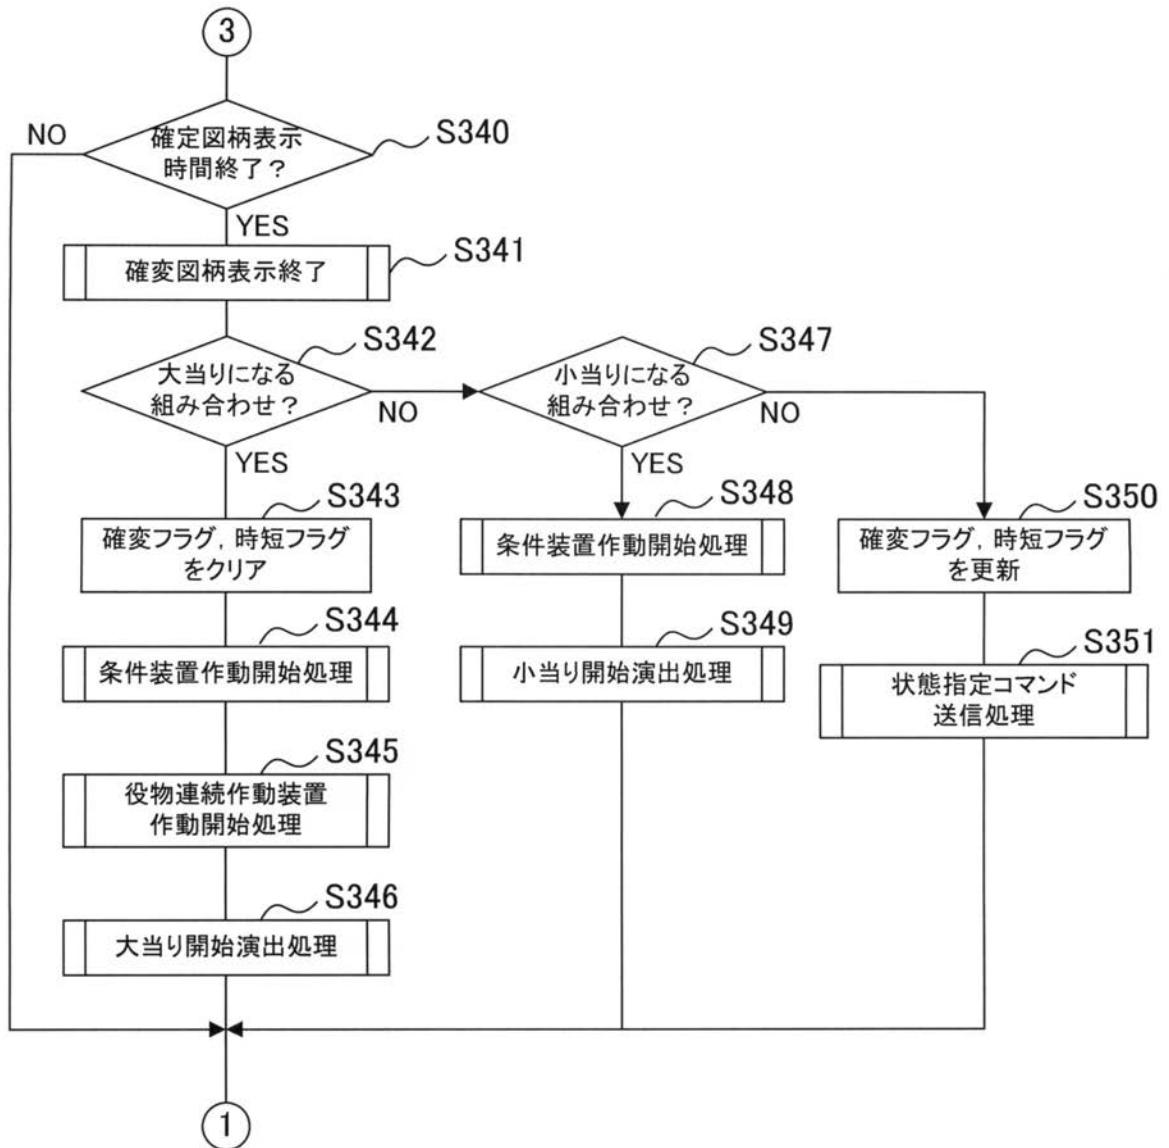 3
確定図柄表示
時間終了?
S340
NO
YES
確変図柄表示終了
S341
大当りになる
組み合わせ?
S342
NO
YES
小当りになる
組み合わせ?
S347
NO
YES
確変フラグ, 時短フラグ
をクリア
S343
条件装置作動開始処理
S348
確変フラグ, 時短フラグ
を更新
S350
条件装置作動開始処理
S344
小当り開始演出処理
S349
状態指定コマンド
送信処理
S351
役物連続作動装置
作動開始処理
S345
大当り開始演出処理
S346
1